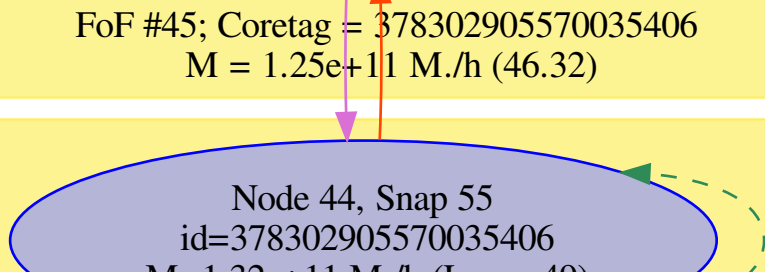 FoF #45; Coretag = 378302905570035406
M = 1.25e+11 M./h (46.32)
Node 44, Snap 55
id=378302905570035406